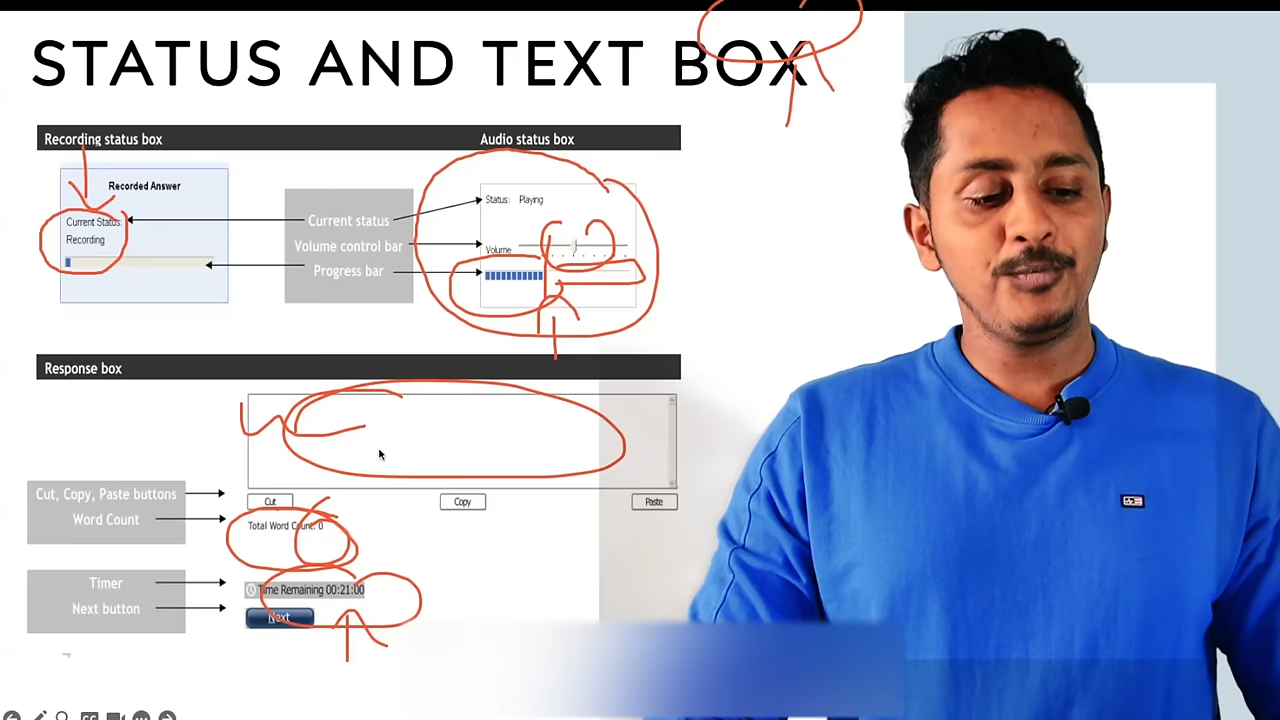 STATUS AND TEXT BOX
Recording status box
Audio status box
Recorded Answer
Current Status:
Recording
Current status
Volume control bar
Progress bar
Status: Playing
Volume
Response box
Cut, Copy, Paste buttons
Word Count
Cut
Copy
Paste
Total Word Count: 0
Timer
Next button
Time Remaining 00:21:00
Next